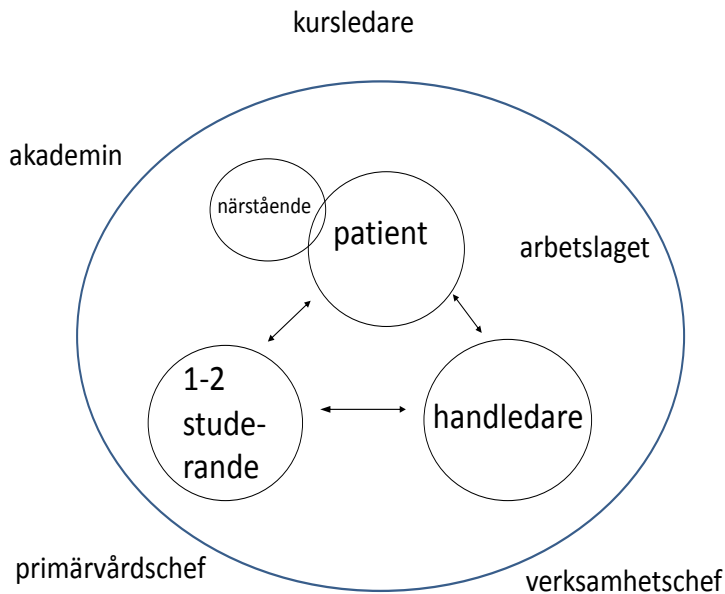 kursledare
akademin
närstående
patient
arbetslaget
1-2
stude-
rande
handledare
primärvårdschef
verksamhetschef